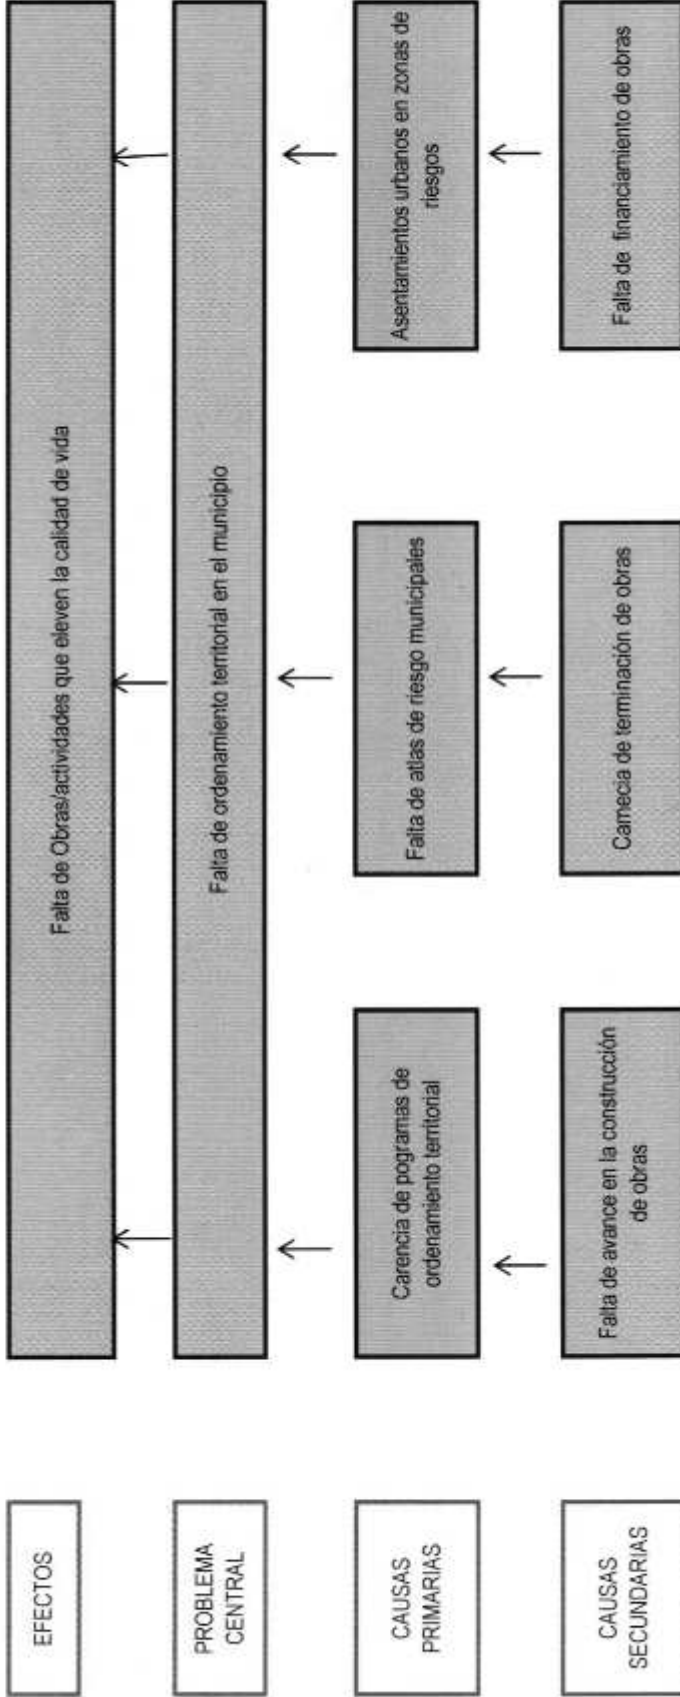 EFECTOS
Falta de Obras/actividades que eleven la calidad de vida
PROBLEMA
CENTRAL
Falta de ordenamiento territorial en el municipio
CAUSAS
PRIMARIAS
Carencia de pogramas de
ordenamiento territorial
Falta de atlas de riesgo municipales
Asentamientos urbanos en zonas de
riesgos
CAUSAS
SECUNDARIAS
Falta de avance en la construcción
de obras
Carnecia de terminación de obras
Falta de financiamiento de obras